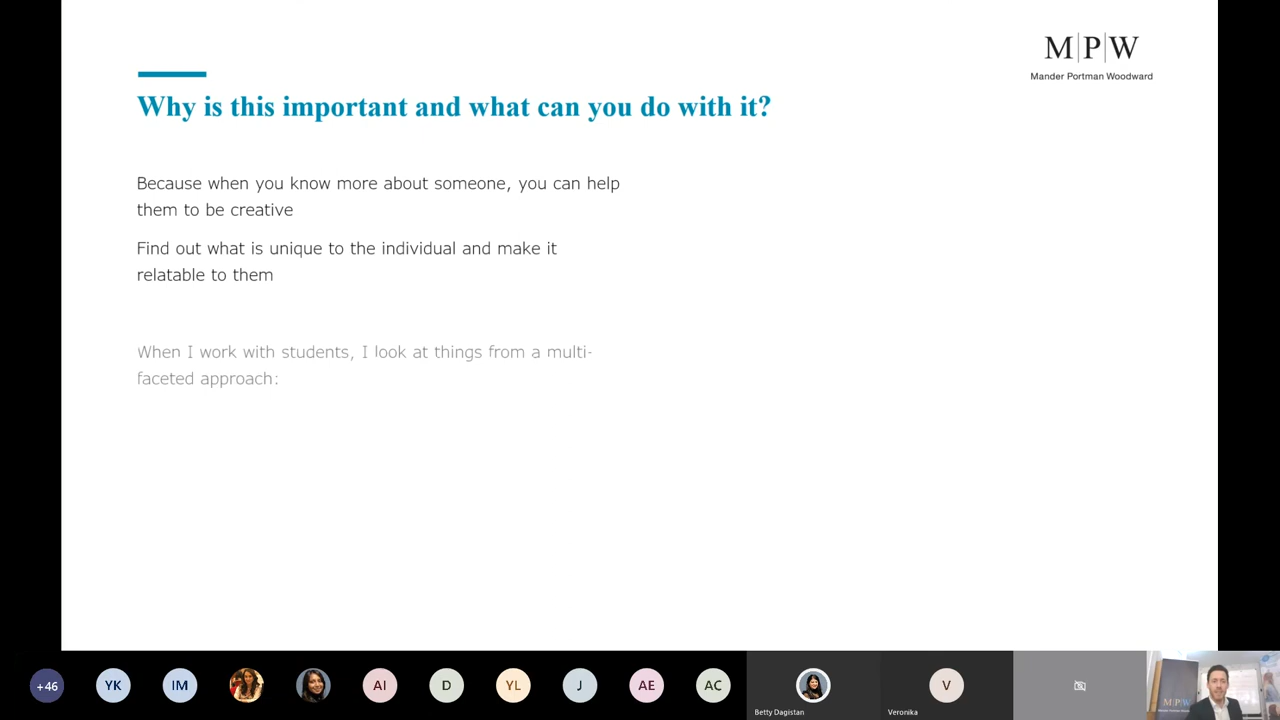 M|P|W
Mander Portman Woodward
Why is this important and what can you do with it?
Because when you know more about someone, you can help
them to be creative
Find out what is unique to the individual and make it
relatable to them
When I work with students, I look at things from a multi-
faceted approach:
+46
YK
IM
AI
D
YL
J
AE
AC
Betty Dagistan
V
Veronika
MPW